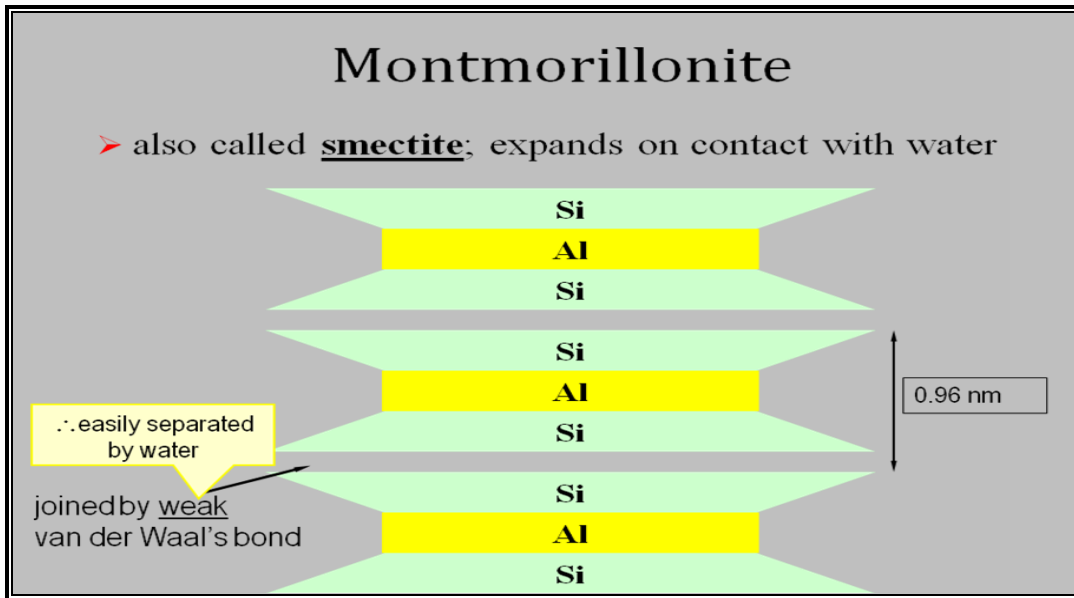 Montmorillonite
➤ also called smectite; expands on contact with water
Si
Al
Si
Si
Al
Si
0.96 nm
∴easily separated
by water
joined by weak
van der Waal's bond
Si
Al
Si